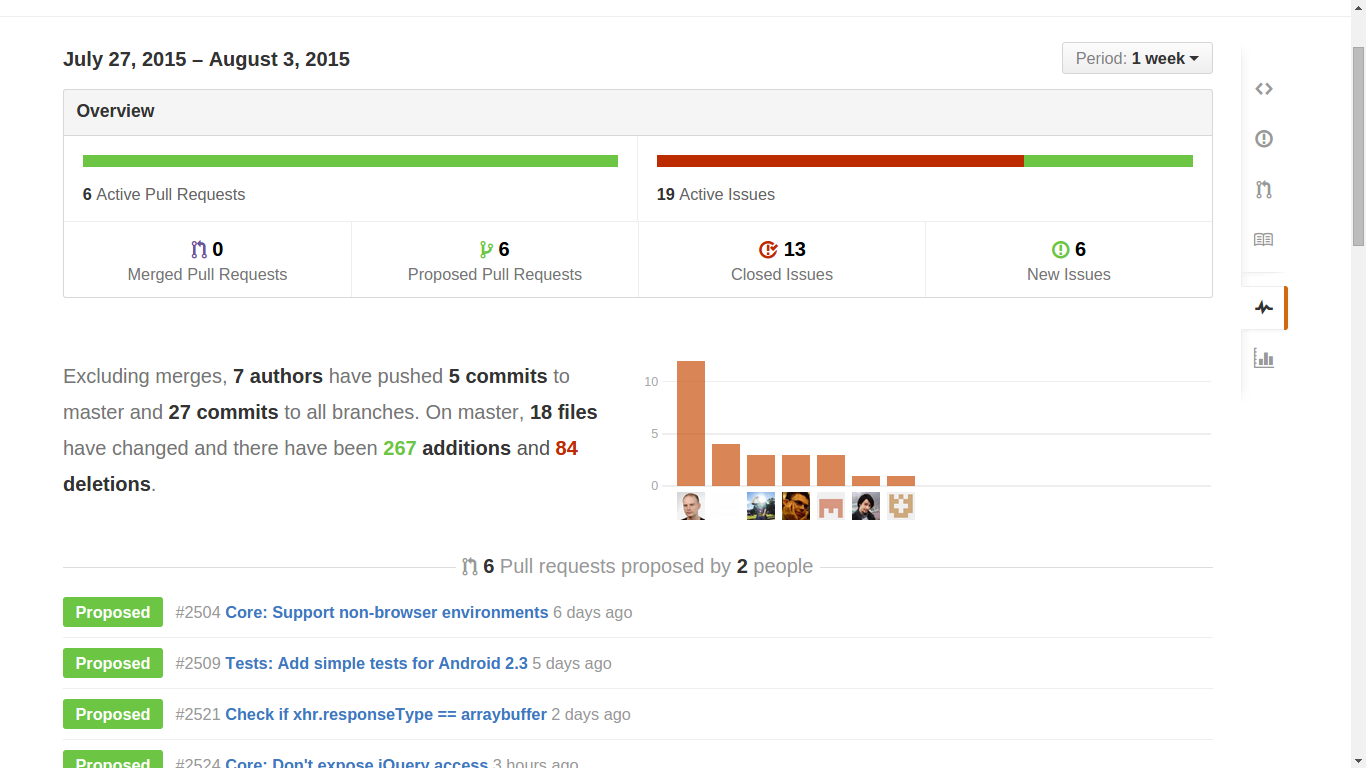 July 27, 2015 – August 3, 2015
Period: 1 week
Overview
6 Active Pull Requests
19 Active Issues
0
Merged Pull Requests
6
Proposed Pull Requests
13
Closed Issues
6
New Issues
Excluding merges, 7 authors have pushed 5 commits to
master and 27 commits to all branches. On master, 18 files
have changed and there have been 267 additions and 84
deletions.
10
5
0
6 Pull requests proposed by 2 people
Proposed #2504 Core: Support non-browser environments 6 days ago
Proposed #2509 Tests: Add simple tests for Android 2.3 5 days ago
Proposed #2521 Check if xhr.responseType == arraybuffer 2 days ago
Proposed #2524 Core: Don't expose jQuery access 3 hours ago